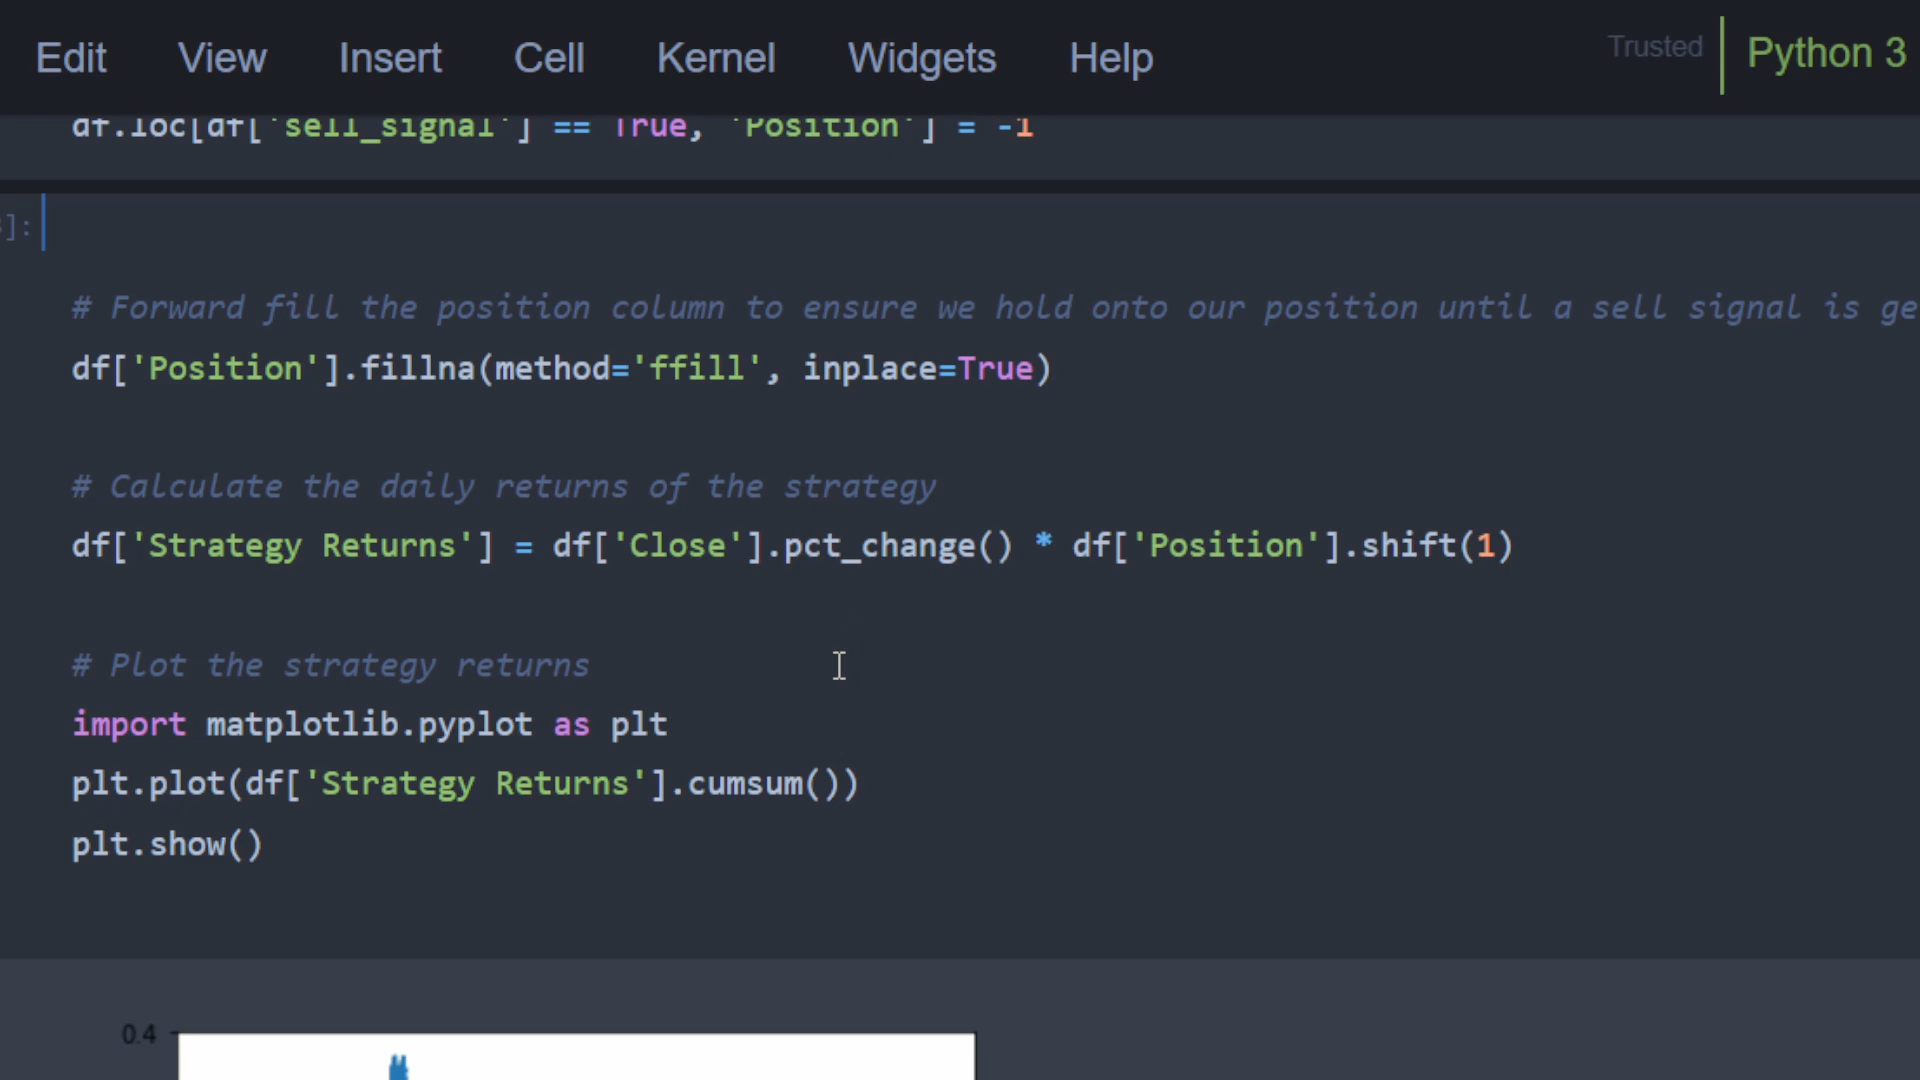 Edit View Insert Cell Kernel Widgets Help Trusted Python 3
df.loc[df['sell_signal'] == True, 'Position'] = -1
]:
# Forward fill the position column to ensure we hold onto our position until a sell signal is ge
df['Position'].fillna(method='ffill', inplace=True)
# Calculate the daily returns of the strategy
df['Strategy Returns'] = df['Close'].pct_change() * df['Position'].shift(1)
# Plot the strategy returns
import matplotlib.pyplot as plt
plt.plot(df['Strategy Returns'].cumsum())
plt.show()
0.4